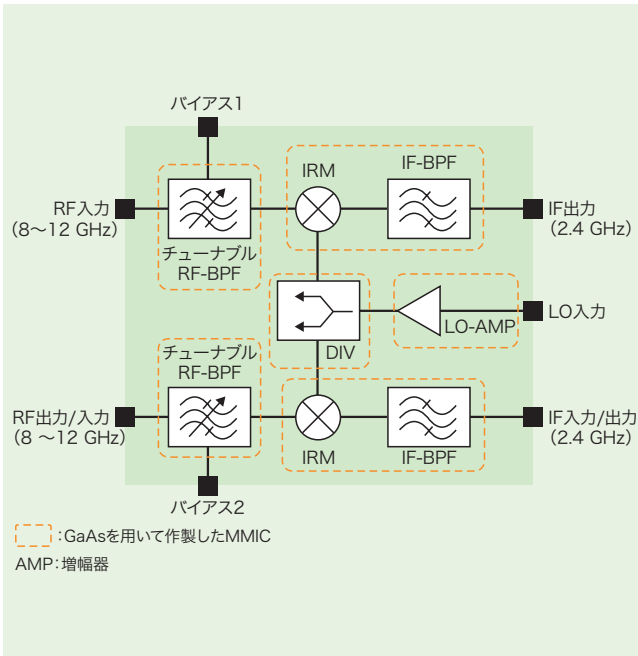 バイアス1
IRM
IF-BPF
RF入力
(8～12 GHz)
チューナブル
RF-BPF
IF出力
(2.4 GHz)
LO入力
LO-AMP
DIV
チューナブル
RF-BPF
RF出力/入力
(8 ～12 GHz)
IRM
IF-BPF
IF入力/出力
(2.4 GHz)
バイアス2
:GaAsを用いて作製したMMIC
AMP:増幅器